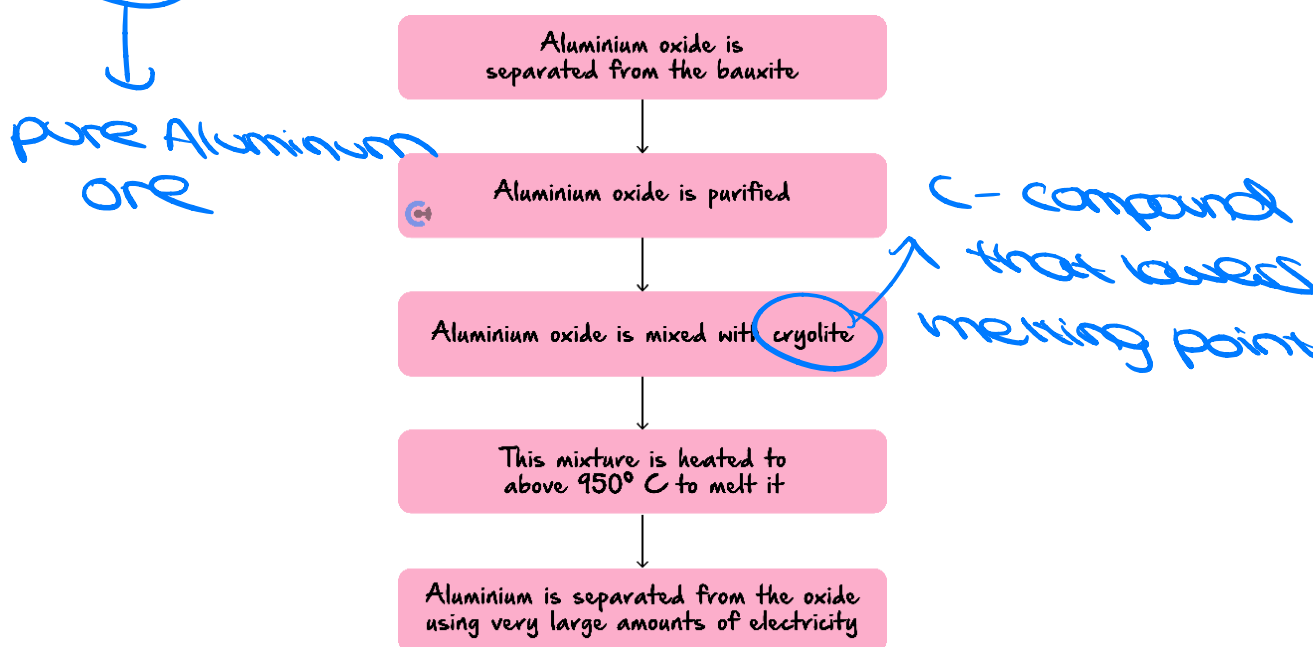 Aluminium oxide is
separated from the bauxite
pure Aluminum
ore
Aluminium oxide is purified
C - compound
that lowers
melting point
Aluminium oxide is mixed with cryolite
This mixture is heated to
above 950° C to melt it
Aluminium is separated from the oxide
using very large amounts of electricity